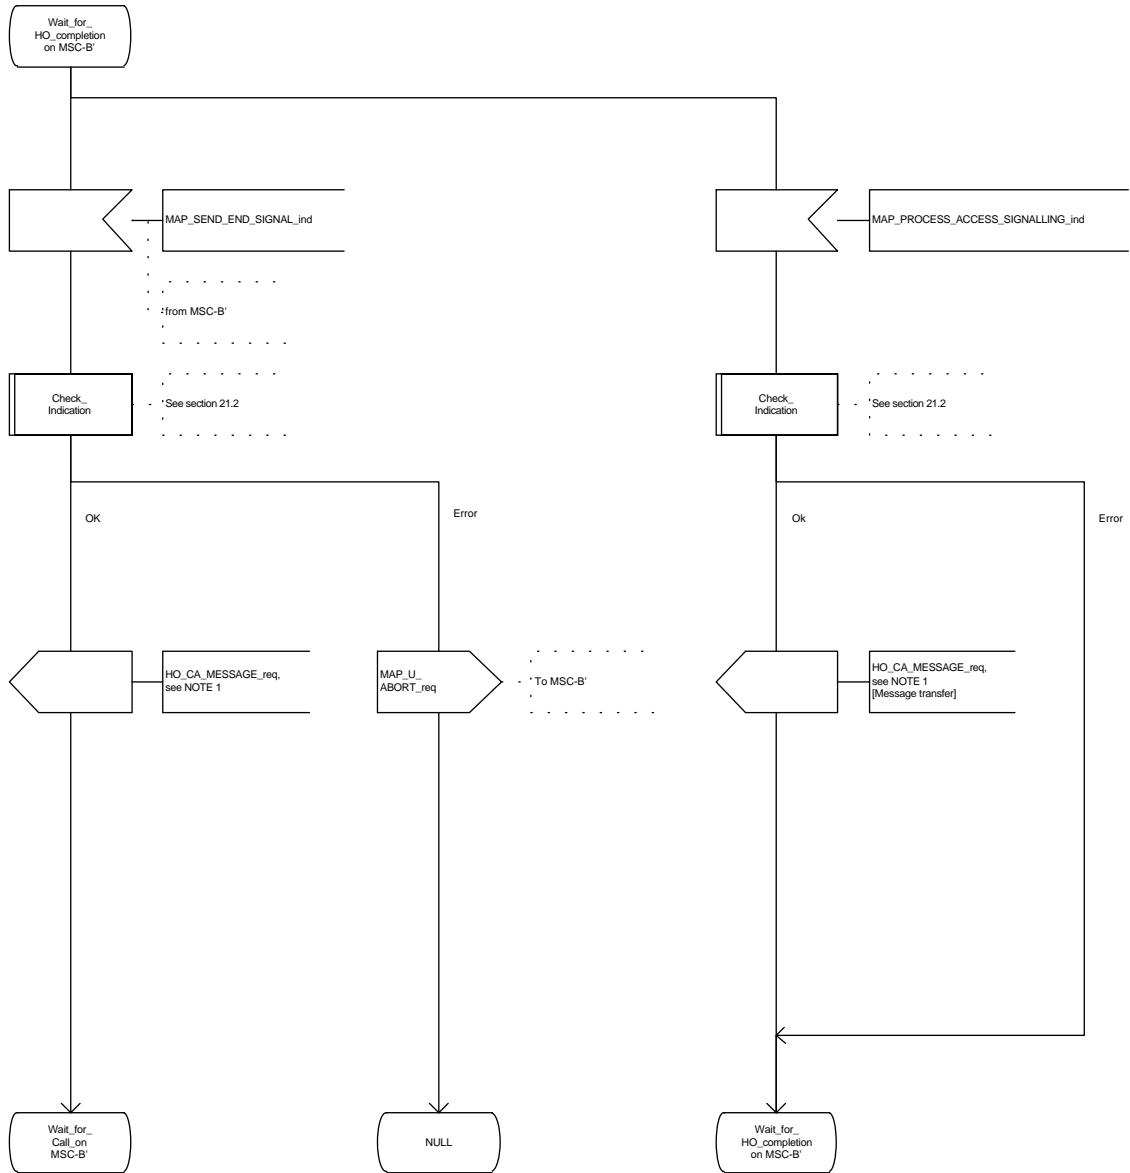 Wait_for_
HO_completion
on MSC-B'
MAP_SEND_END_SIGNAL_ind
MAP_PROCESS_ACCESS_SIGNALLING_ind
from MSC-B'
Check_
Indication
See section 21.2
Check_
Indication
See section 21.2
OK
Error
Ok
Error
HO_CA_MESSAGE_req,
see NOTE 1
MAP_U_
ABORT_req
To MSC-B'
HO_CA_MESSAGE_req,
see NOTE 1
[Message transfer]
Wait_for_
Call_on
MSC-B'
NULL
Wait_for_
HO_completion
on MSC-B'